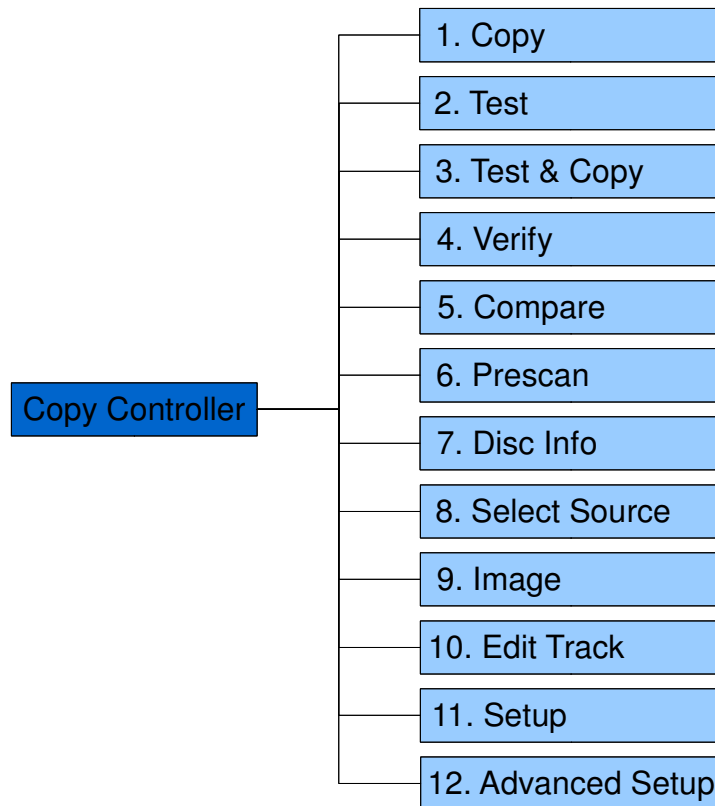 1. Copy
2. Test
3. Test & Copy
4. Verify
5. Compare
6. Prescan
Copy Controller
7. Disc Info
8. Select Source
9. Image
10. Edit Track
11. Setup
12. Advanced Setup